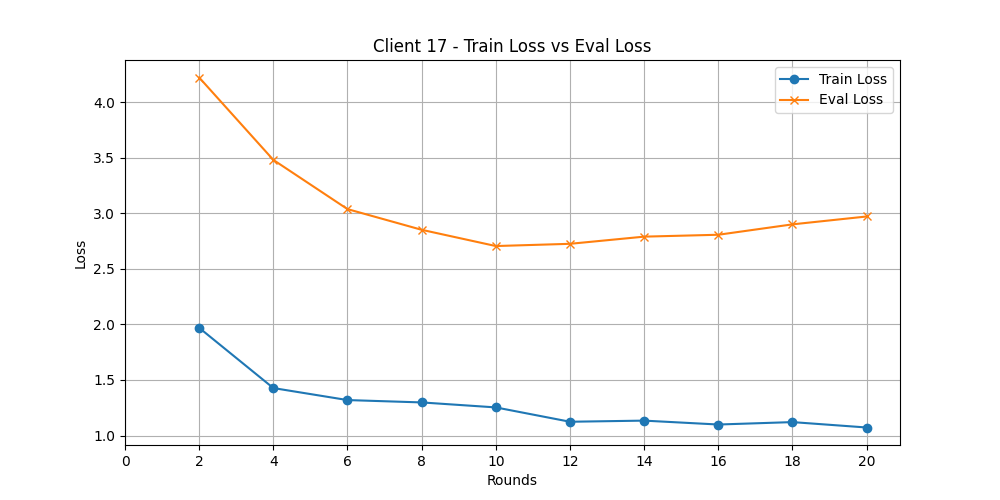 Client 17 - Train Loss vs Eval Loss
Train Loss
Eval Loss
Loss
4.0
3.5
3.0
2.5
2.0
1.5
1.0
0 2 4 6 8 10 12 14 16 18 20
Rounds